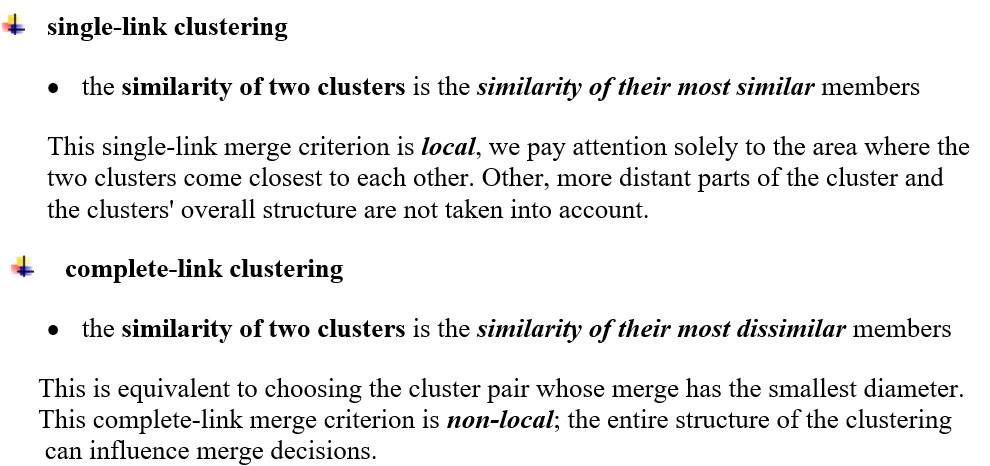 single-link clustering
• the similarity of two clusters is the similarity of their most similar members
This single-link merge criterion is local, we pay attention solely to the area where the
two clusters come closest to each other. Other, more distant parts of the cluster and
the clusters' overall structure are not taken into account.
complete-link clustering
• the similarity of two clusters is the similarity of their most dissimilar members
This is equivalent to choosing the cluster pair whose merge has the smallest diameter.
This complete-link merge criterion is non-local; the entire structure of the clustering
can influence merge decisions.